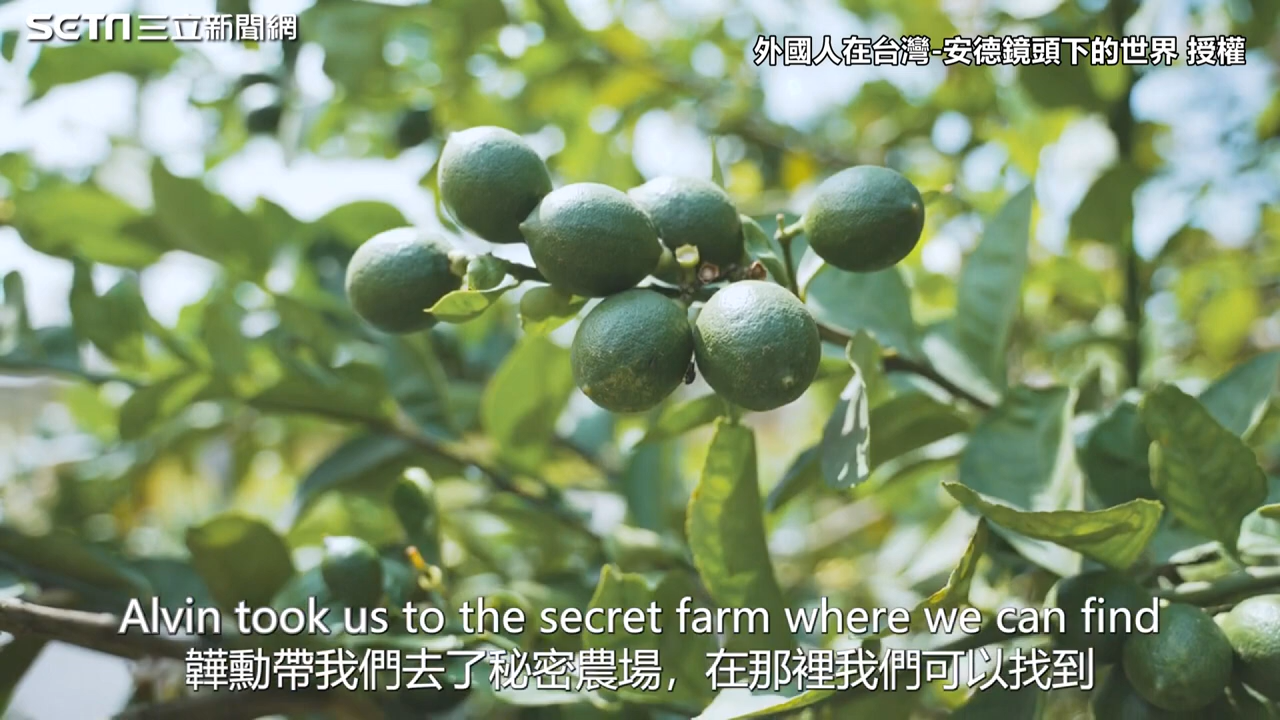 SETN三立新聞網
外國人在台灣-安德鏡頭下的世界 授權
Alvin took us to the secret farm where we can find
韡勳帶我們去了秘密農場，在那裡我們可以找到